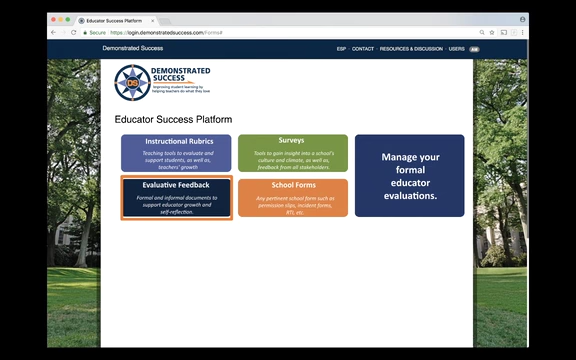 Educator Success Platform
Secure
https://login.demonstratedsuccess.com/Formal#
Demonstrated Success
ESP · CONTACT · RESOURCES & DISCUSSION · USERS
DEMONSTRATED
SUCCESS
DS
Improving student learning by
helping teachers do what they love.
Educator Success Platform
Instructional Rubrics
Teaching tools to evaluate and
support students, as well as,
teachers' growth
Surveys
Tools to gain insight into a school's
culture and climate, as well as,
feedback from all stakeholders.
Manage your
formal
educator
evaluations.
Evaluative Feedback
Formal and informal documents to
support educator growth and
self-reflection.
School Forms
Any pertinent school form such as
permission slips, incident forms,
RTI, etc.